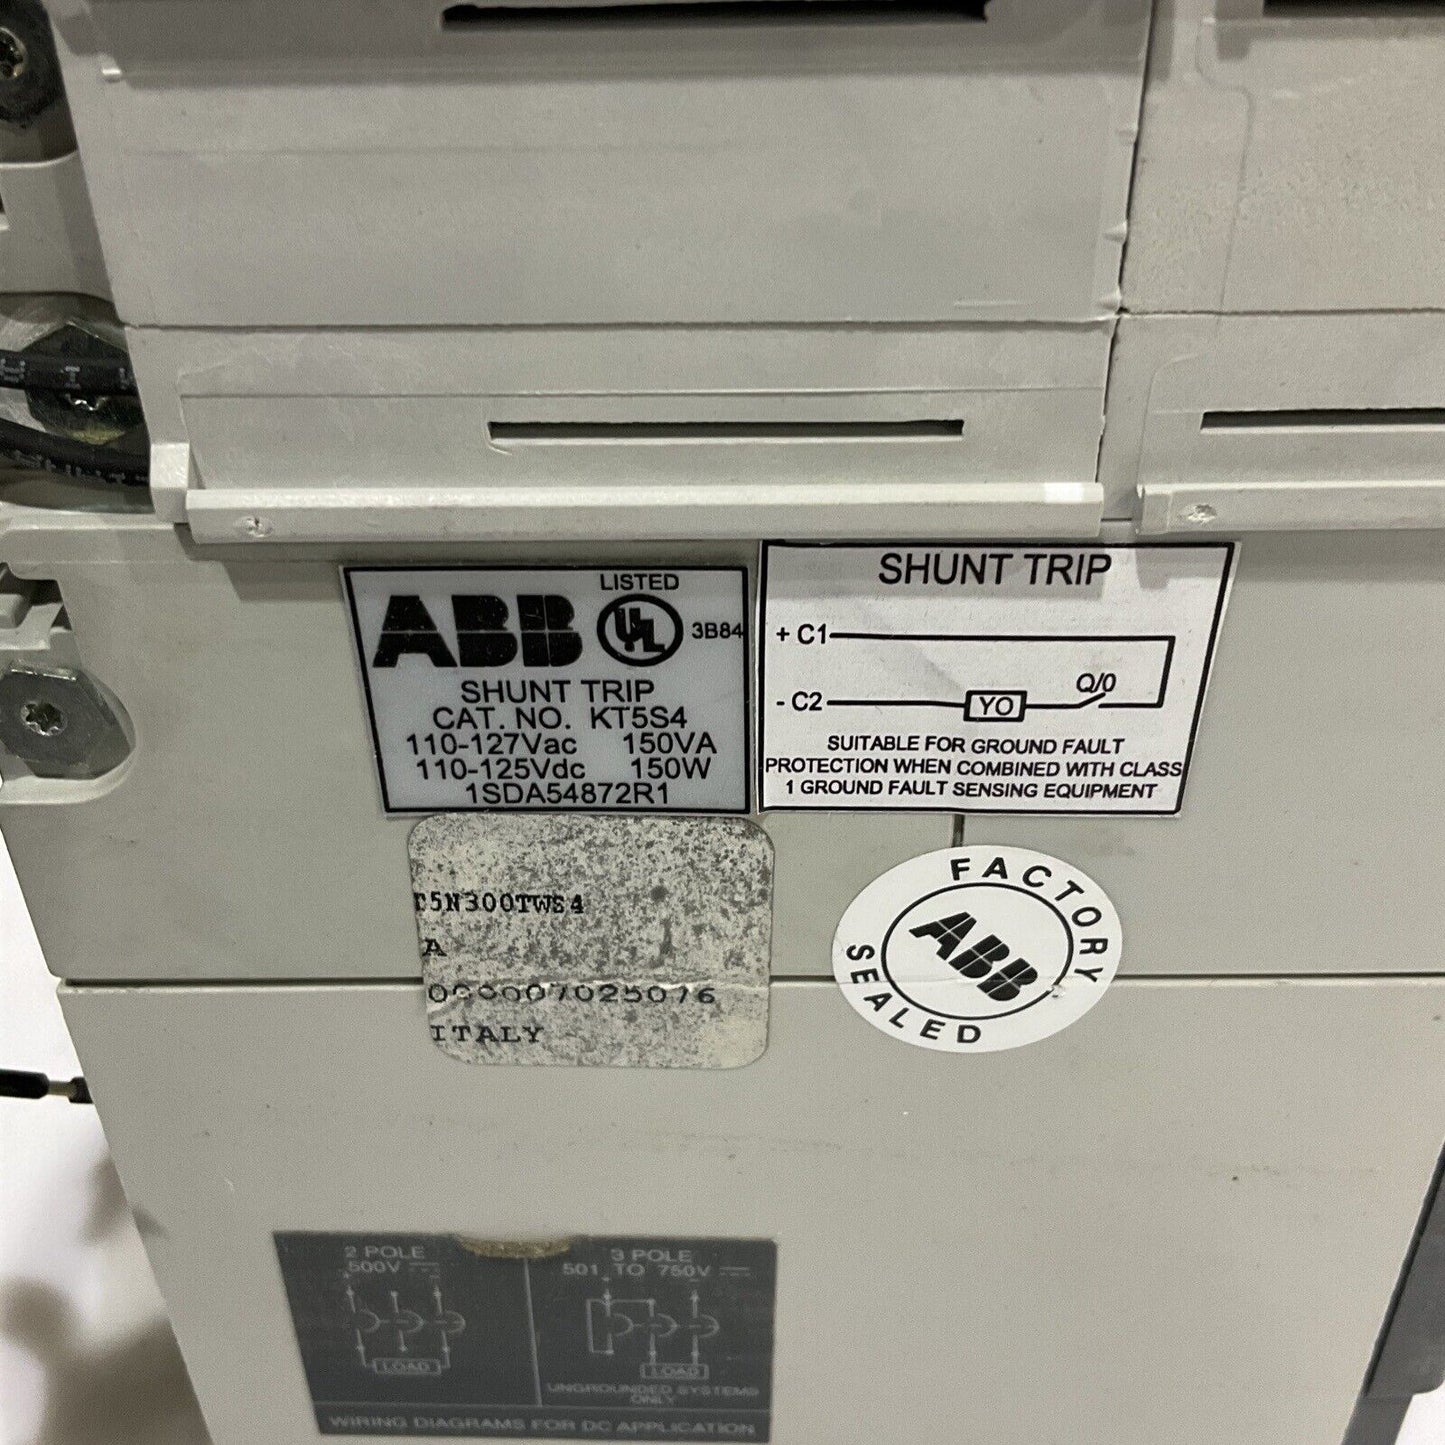 LISTED
ABB UL 3B84
SHUNT TRIP
CAT. NO. KT5S4
110-127Vac 150VA
110-125Vdc 150W
1SDA54872R1
SHUNT TRIP
+ C1
Q/0
- C2 YO
SUITABLE FOR GROUND FAULT
PROTECTION WHEN COMBINED WITH CLASS
1 GROUND FAULT SENSING EQUIPMENT
5N300TWS4
A
000007025076
ITALY
FACTORY
ABB
SEALED
2 POLE
500V
LOAD
3 POLE
501 TO 750V
LOAD
UNGROUNDED SYSTEMS
ONLY
WIRING DIAGRAMS FOR DC APPLICATION